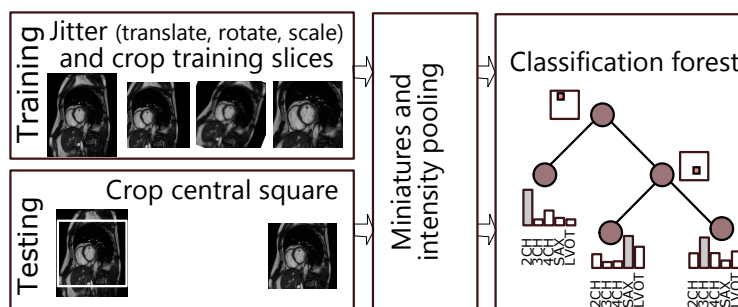 Training
Jitter (translate, rotate, scale)
and crop training slices
Testing
Crop central square
Miniatures and
intensity pooling
Classification forest
2CH
3CH
4CH
SAX
LVOT
2CH
3CH
4CH
SAX
LVOT
2CH
3CH
4CH
SAX
LVOT